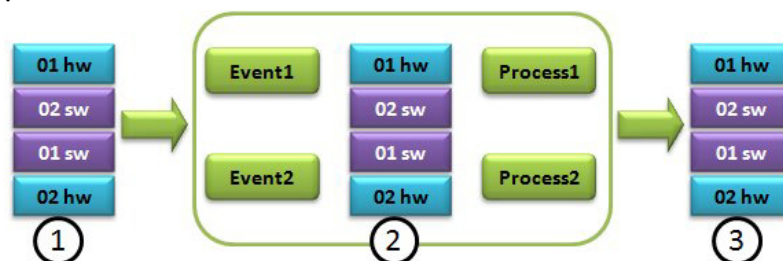 01 hw
02 sw
01 sw
02 hw
1
Event1
Event2
01 hw
02 sw
01 sw
02 hw
2
Process1
Process2
01 hw
02 sw
01 sw
02 hw
3